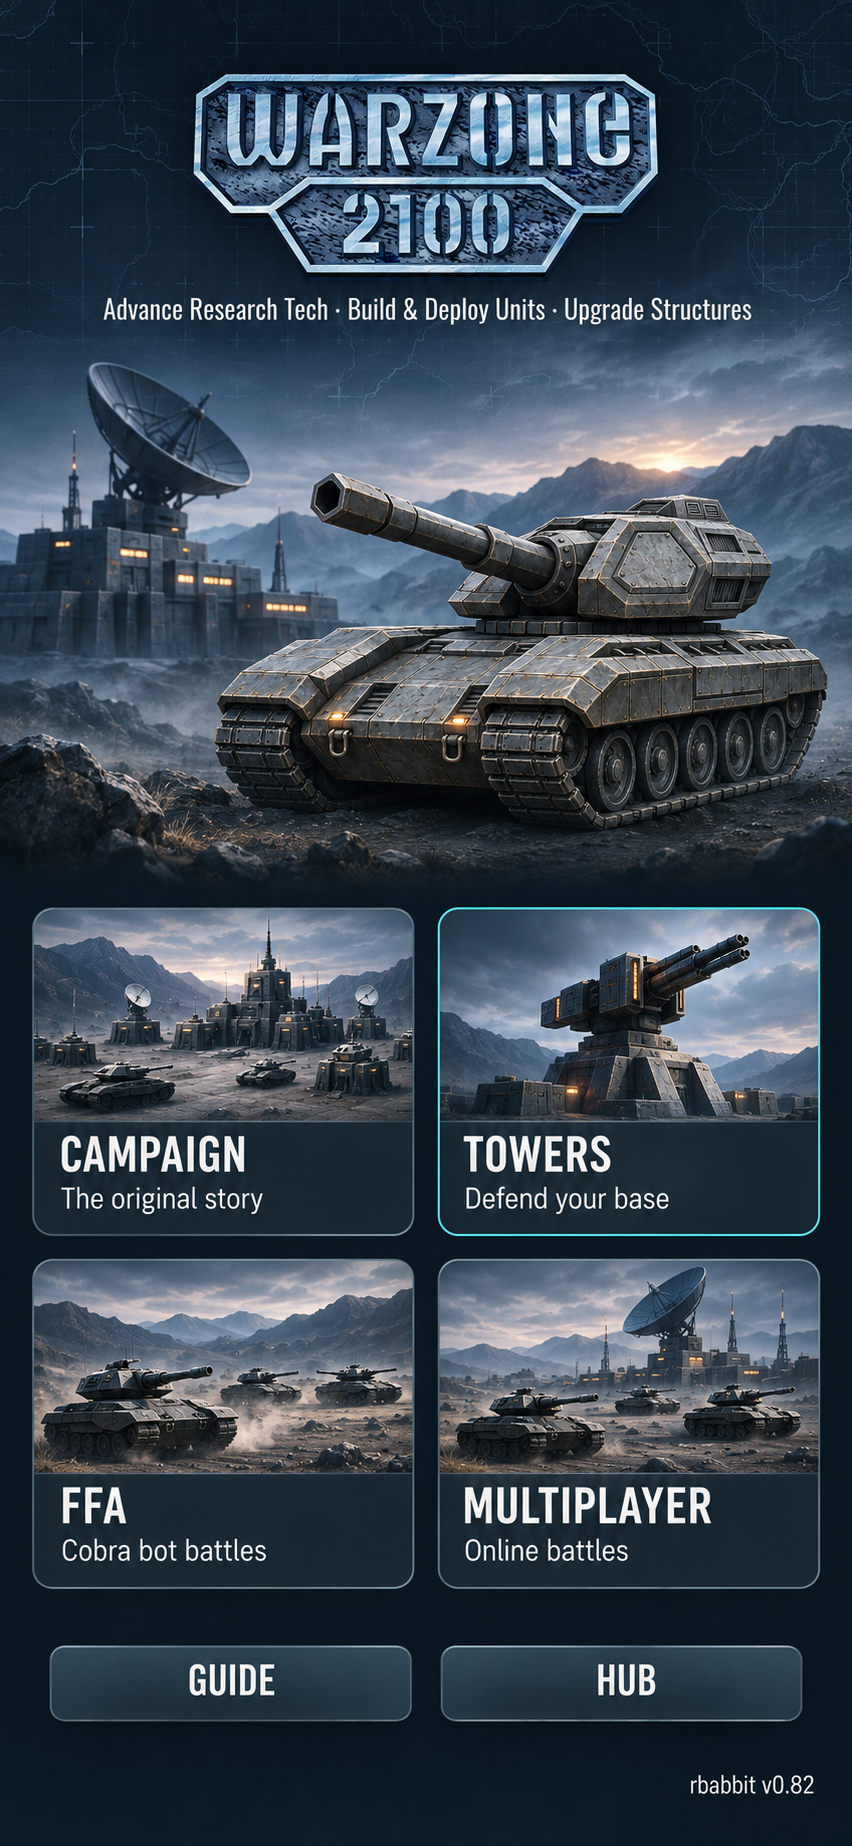 WARZONE
2100
Advance Research Tech · Build & Deploy Units · Upgrade Structures
CAMPAIGN
The original story
TOWERS
Defend your base
FFA
Cobra bot battles
MULTIPLAYER
Online battles
GUIDE
HUB
rbabbit v0.82